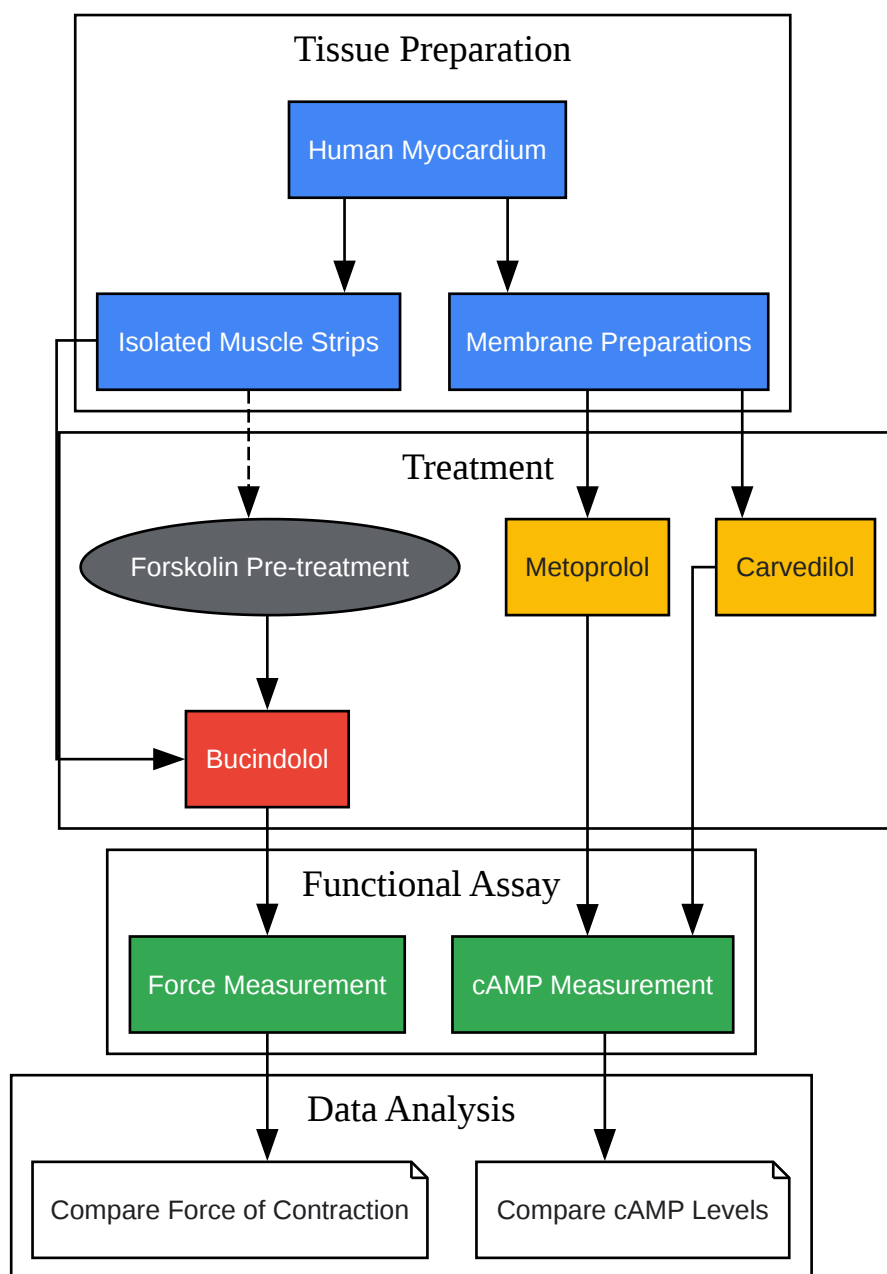 Tissue Preparation
Human Myocardium
Isolated Muscle Strips
Membrane Preparations
Treatment
Forskolin Pre-treatment
Metoprolol
Carvedilol
Bucindolol
Functional Assay
Force Measurement
cAMP Measurement
Data Analysis
Compare Force of Contraction
Compare cAMP Levels